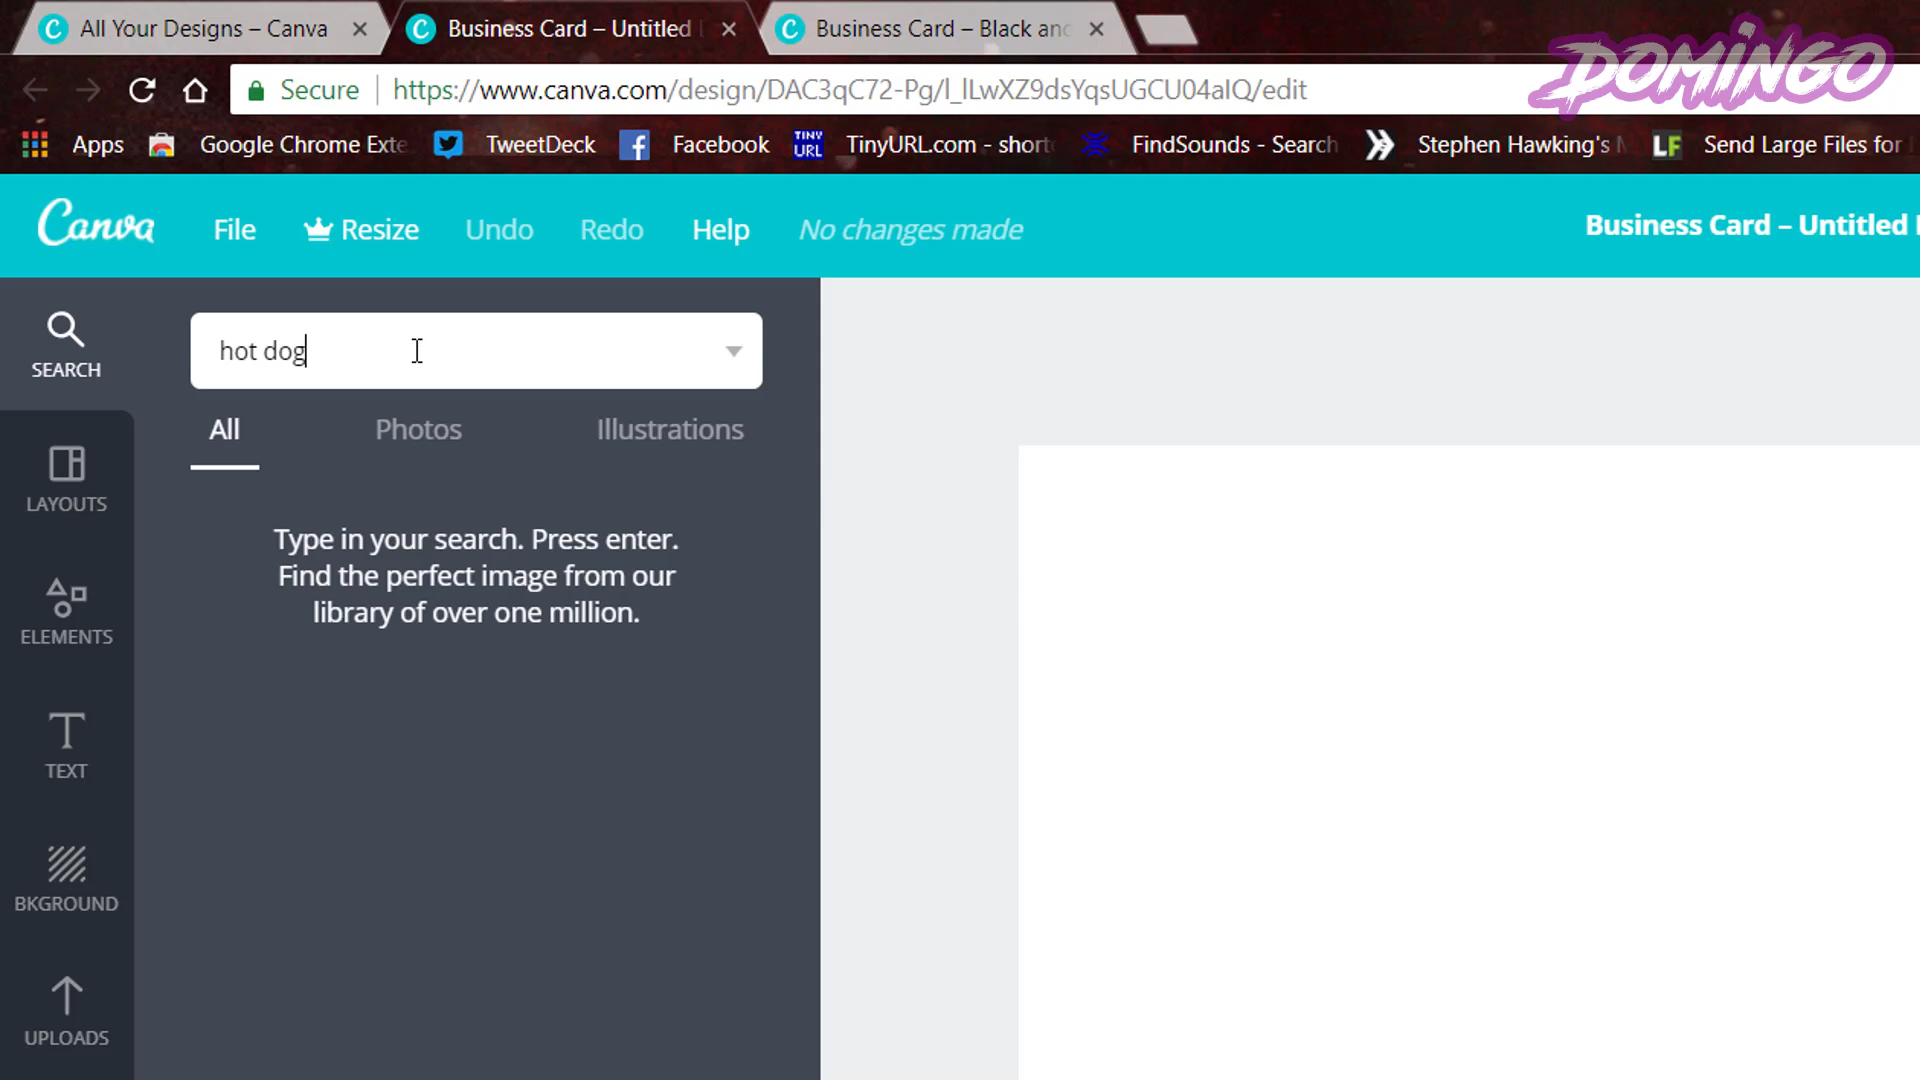 All Your Designs – Canva
Business Card – Untitled
Business Card – Black and
DOMINGO
Secure
https://www.canva.com/design/DAC3qC72-Pg/l_lLwXZ9dsYqsUGCU04aIQ/edit
Apps
Google Chrome Exte
TweetDeck
Facebook
TINY URL
TinyURL.com - short
FindSounds - Search
Stephen Hawking's
LF
Send Large Files for
Canva
File
Resize
Undo
Redo
Help
No changes made
Business Card – Untitled
SEARCH
hot dog
All
Photos
Illustrations
LAYOUTS
Type in your search. Press enter.
Find the perfect image from our
library of over one million.
ELEMENTS
TEXT
BKGROUND
UPLOADS